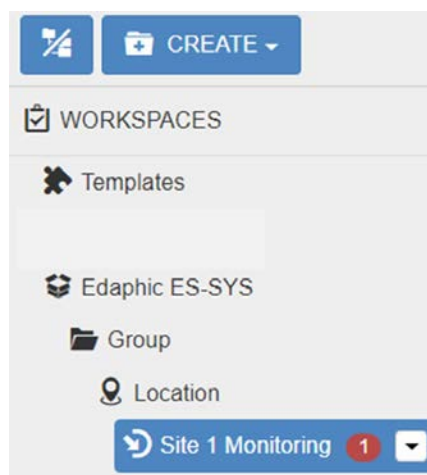 CREATE
WORKSPACES
Templates
Edaphic ES-SYS
Group
Location
Site 1 Monitoring 1